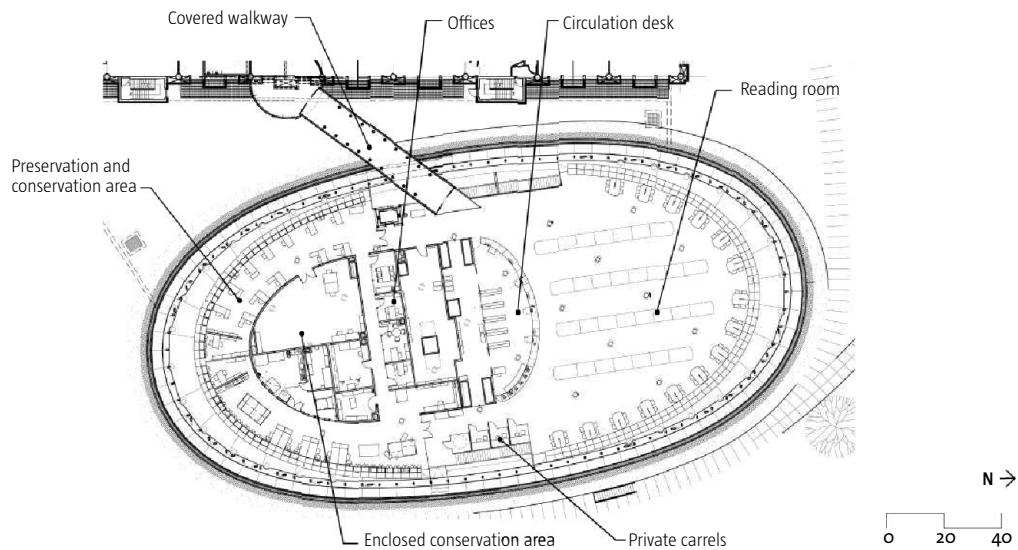 Covered walkway
Offices
Circulation desk
Reading room
Preservation and
conservation area
Enclosed conservation area
Private carrels
N
0 20 40